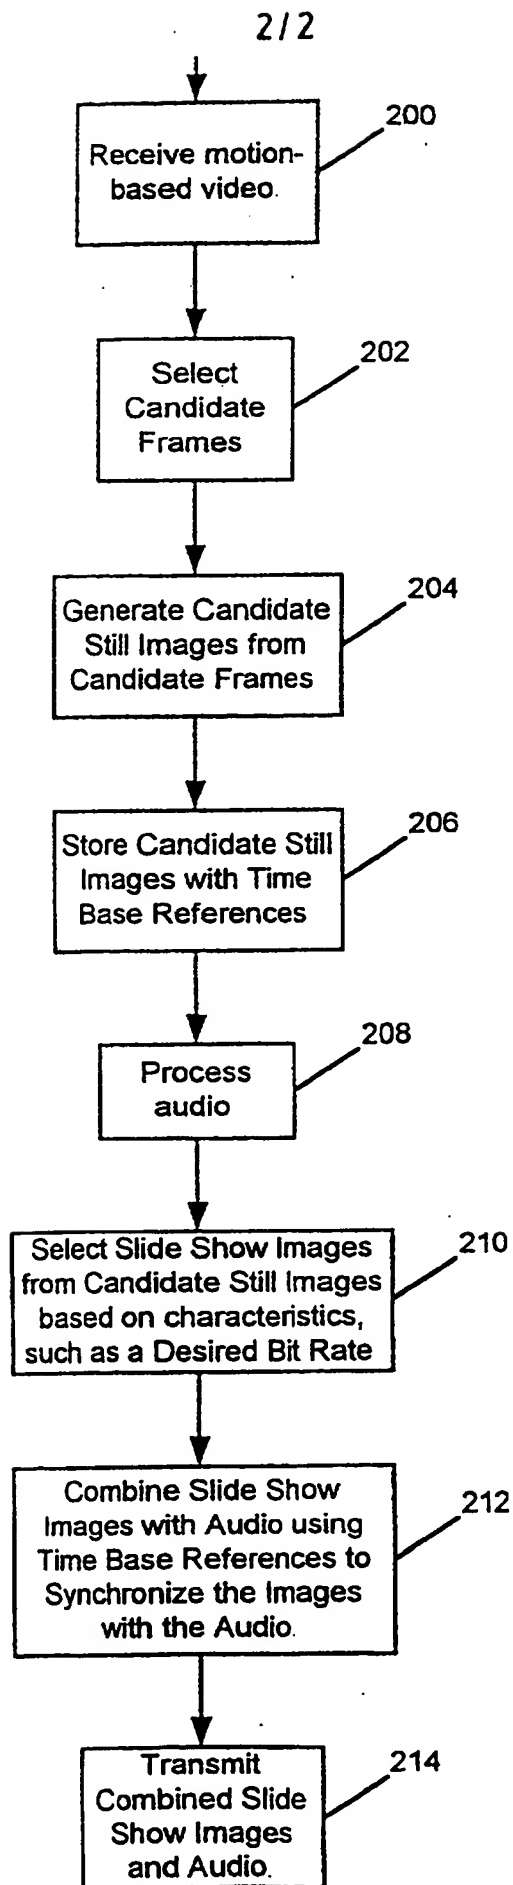 2/2
200
Receive motion-
based video.
202
Select
Candidate
Frames
204
Generate Candidate
Still Images from
Candidate Frames
206
Store Candidate Still
Images with Time
Base References
208
Process
audio
210
Select Slide Show Images
from Candidate Still Images
based on characteristics,
such as a Desired Bit Rate
212
Combine Slide Show
Images with Audio using
Time Base References to
Synchronize the Images
with the Audio.
214
Transmit
Combined Slide
Show Images
and Audio.